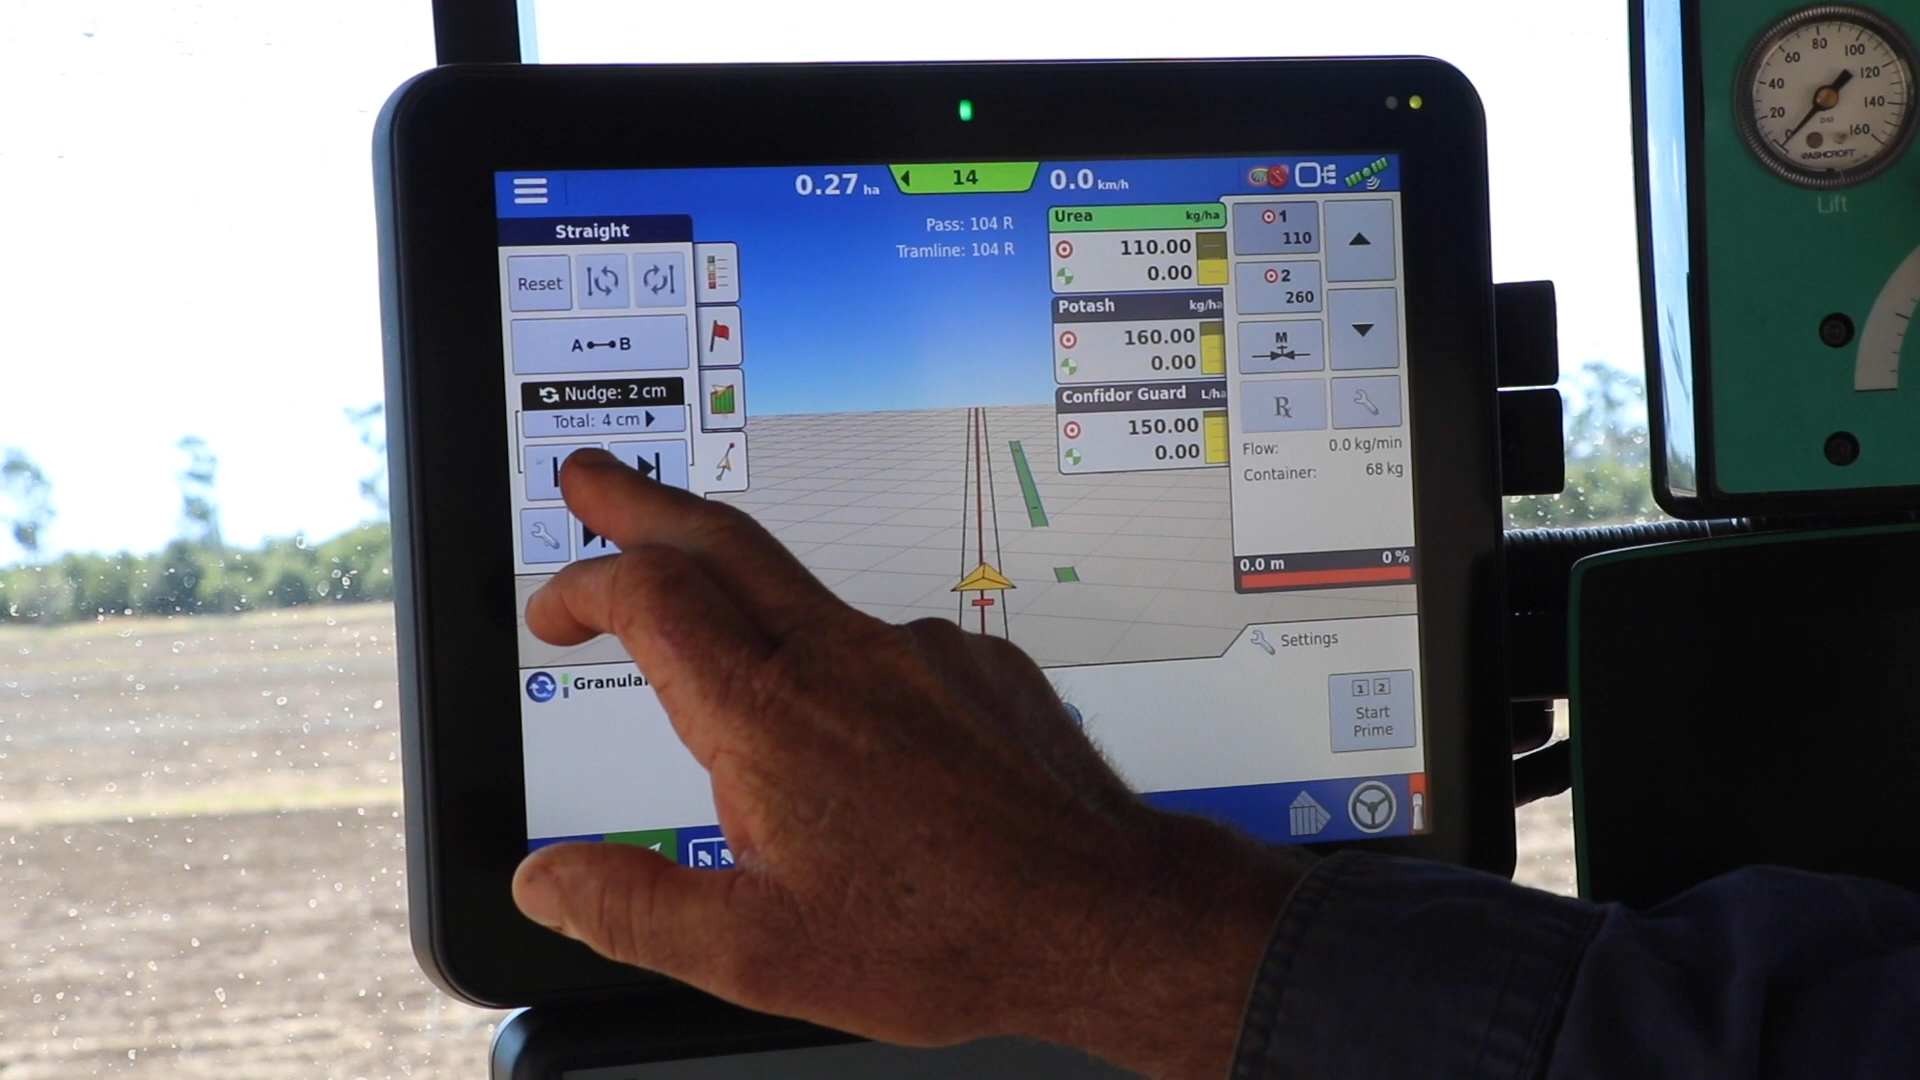 0.27 ha
14
0.0 km/h
Straight
Reset
A B
Nudge: 2 cm
Total: 4 cm
Pass: 104 R
Tramline: 104 R
Urea kg/ha
110.00
0.00
Potash kg/ha
160.00
0.00
Confidor Guard L/ha
150.00
0.00
1
110
2
260
M
Rx
Flow: 0.0 kg/min
Container: 68 kg
0.0 m 0 %
Settings
Granular
1 2
Start
Prime
0 20 40 60 80 100 120 140 160
psi
ASHCROFT
Lift